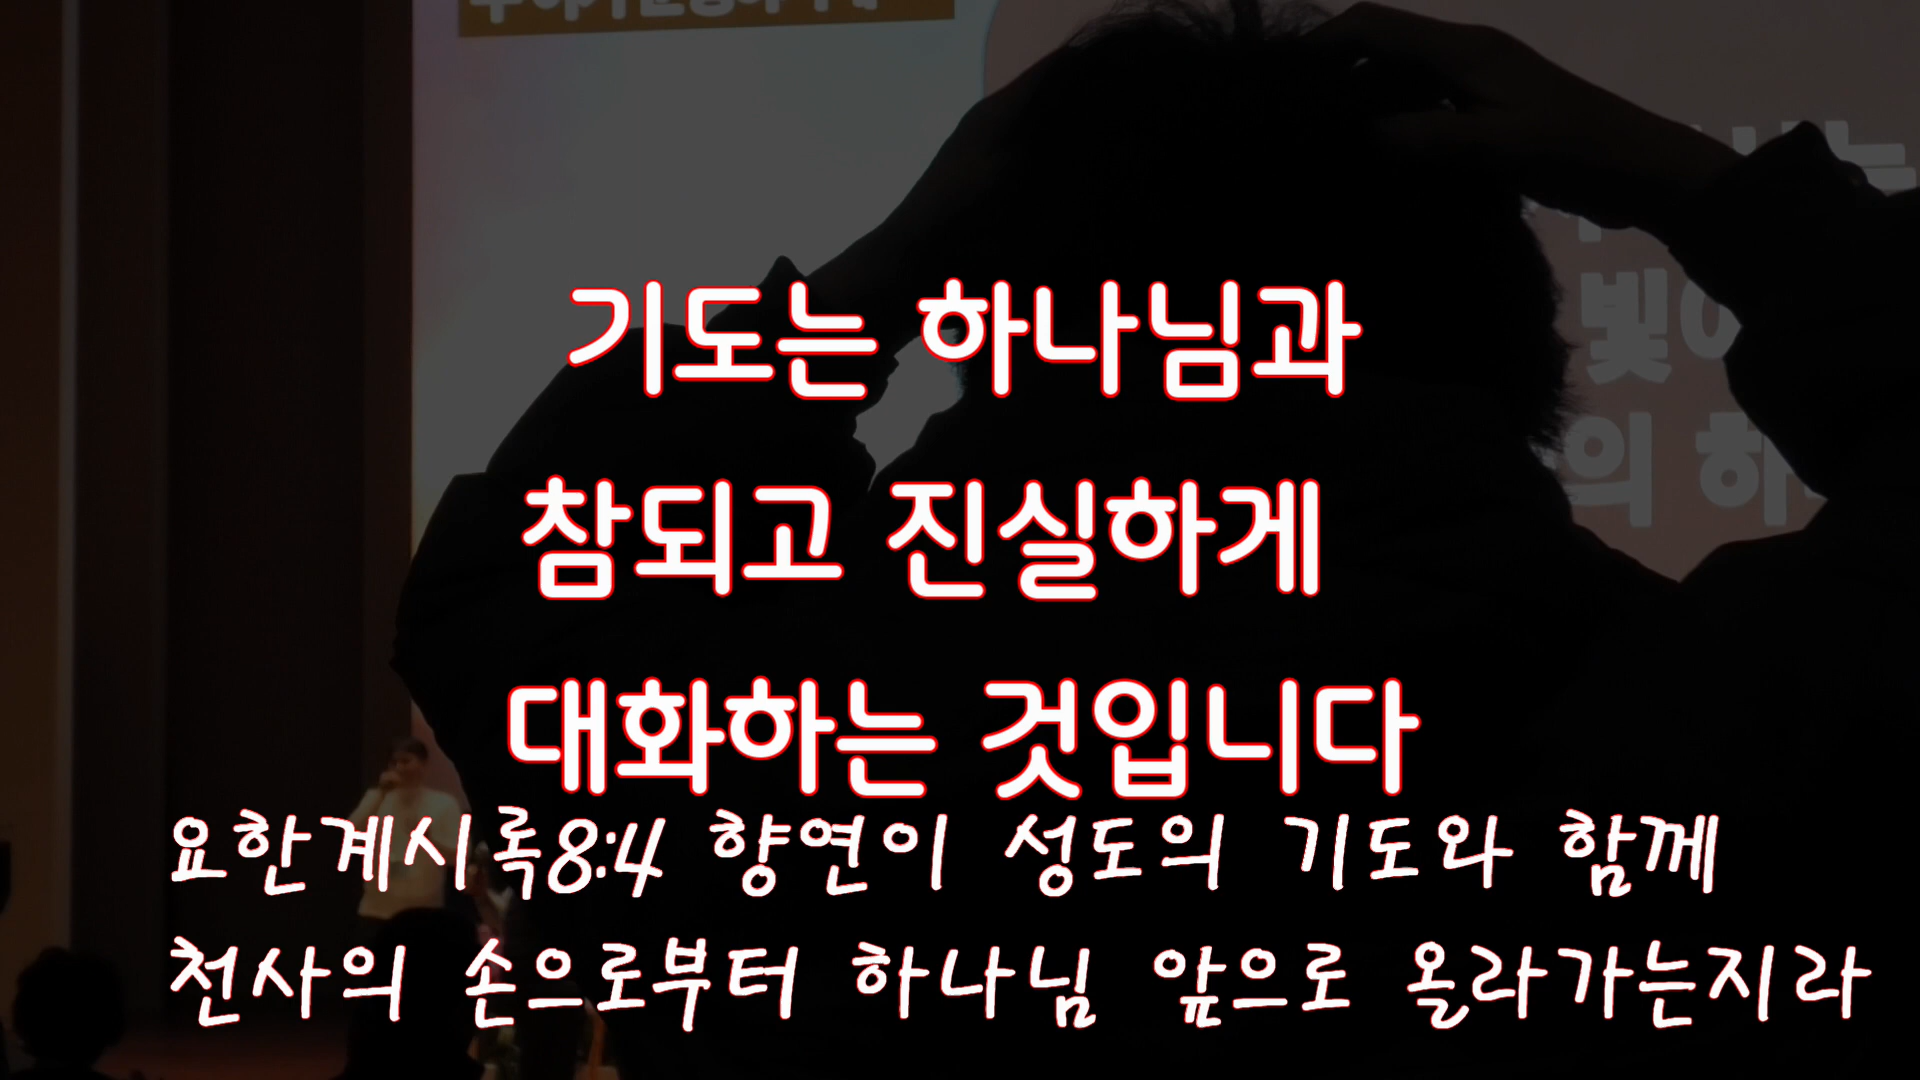 기도는 하나님과
참되고 진실하게
대화하는 것입니다
요한계시록8:4 향연이 성도의 기도와 함께
천사의 손으로부터 하나님 앞으로 올라가는지라